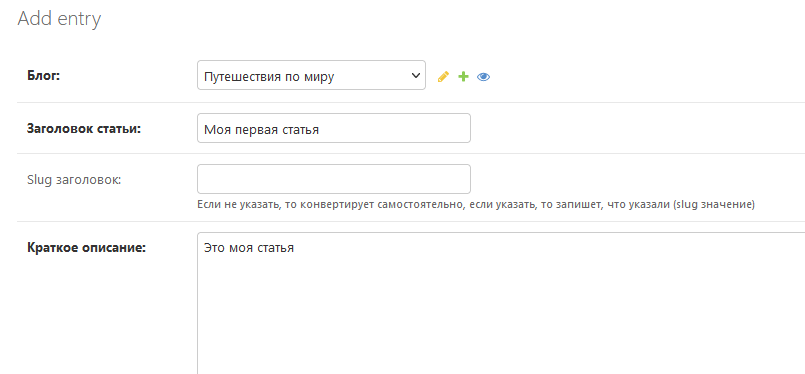 Add entry
Блог:
Путешествия по миру
Заголовок статьи:
Моя первая статья
Slug заголовок:
Если не указать, то конвертирует самостоятельно, если указать, то запишет, что указали (slug значение)
Краткое описание:
Это моя статья